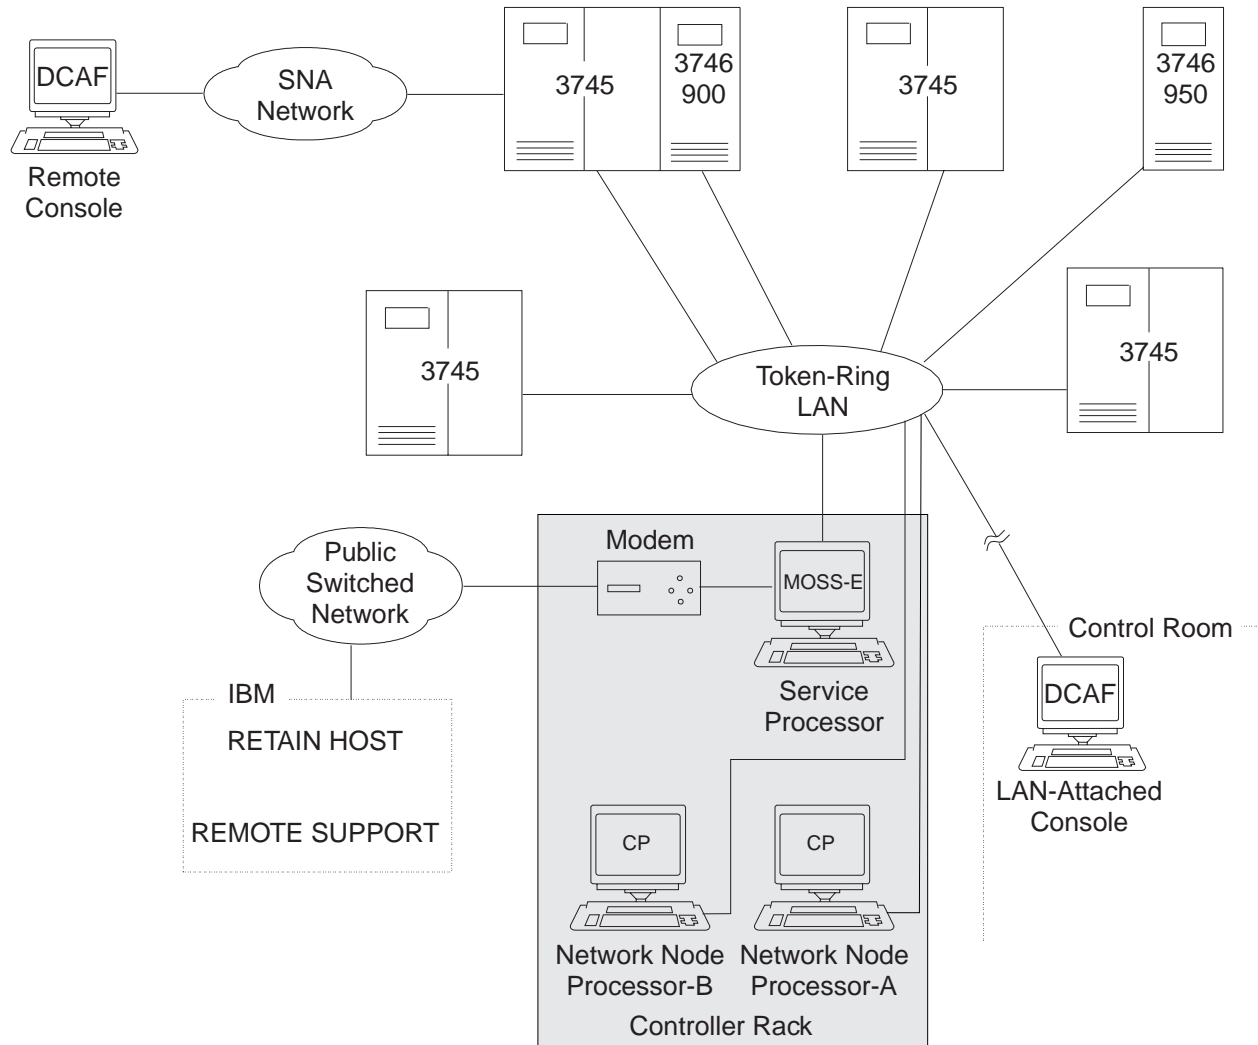 DCAF
Remote
Console
SNA
Network
3745
3746
900
3745
3746
950
3745
Token-Ring
LAN
3745
Public
Switched
Network
Modem
MOSS-E
Service
Processor
Control Room
DCAF
LAN-Attached
Console
IBM
RETAIN HOST
REMOTE SUPPORT
CP
Network Node
Processor-B
CP
Network Node
Processor-A
Controller Rack